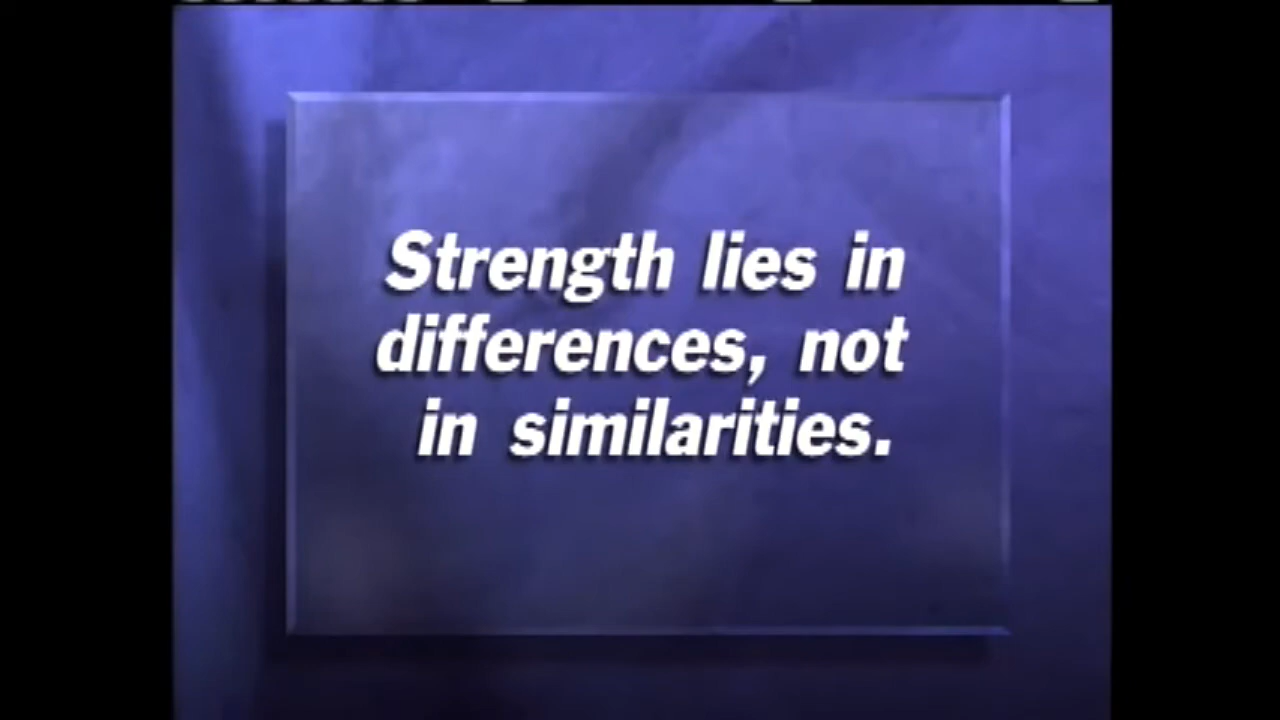 Strength lies in
differences, not
in similarities.